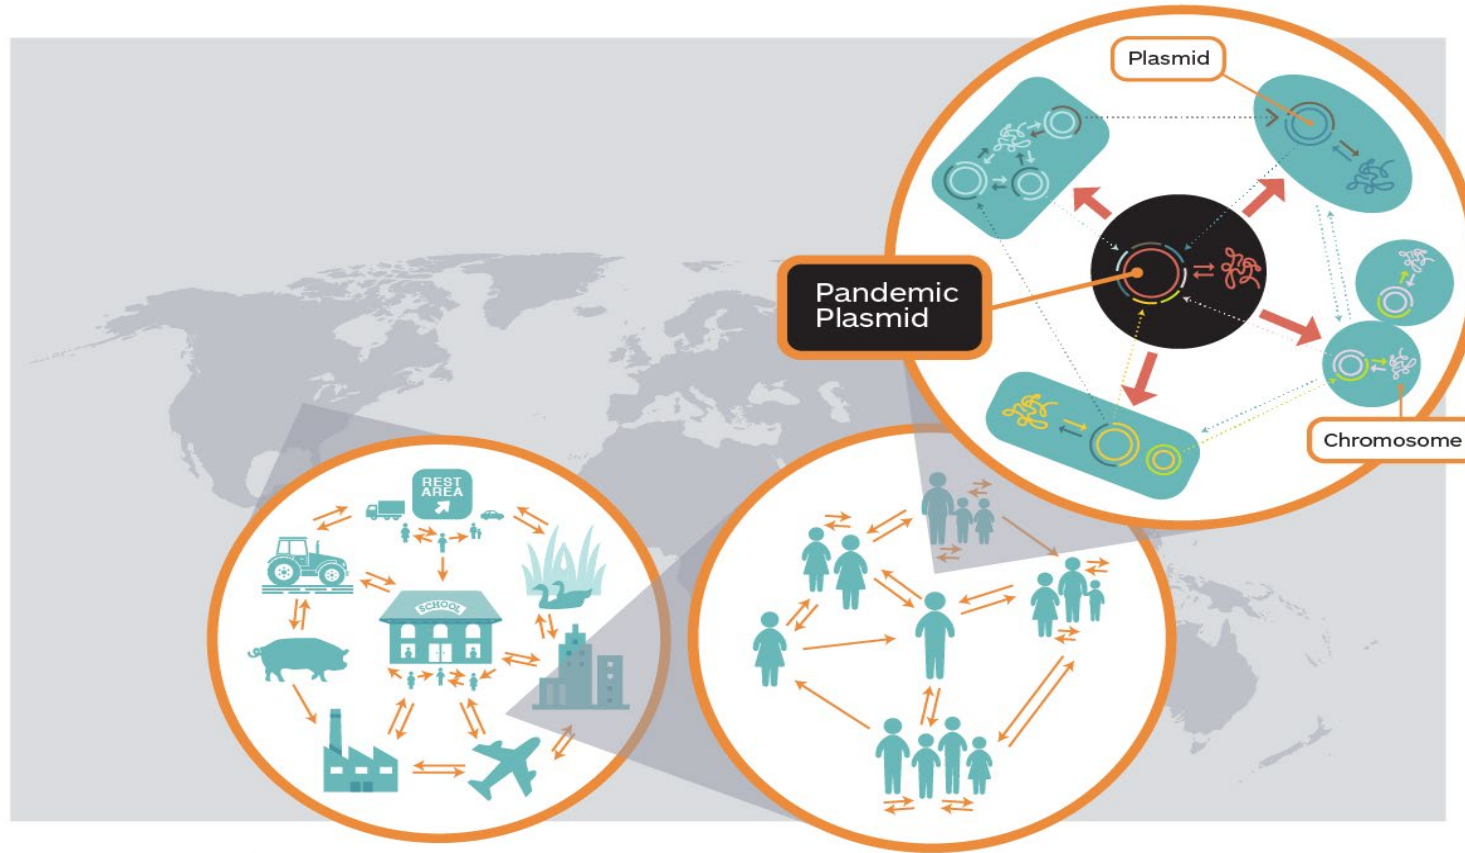 Plasmid
Pandemic
Plasmid
Chromosome
REST
AREA
SCHOOL